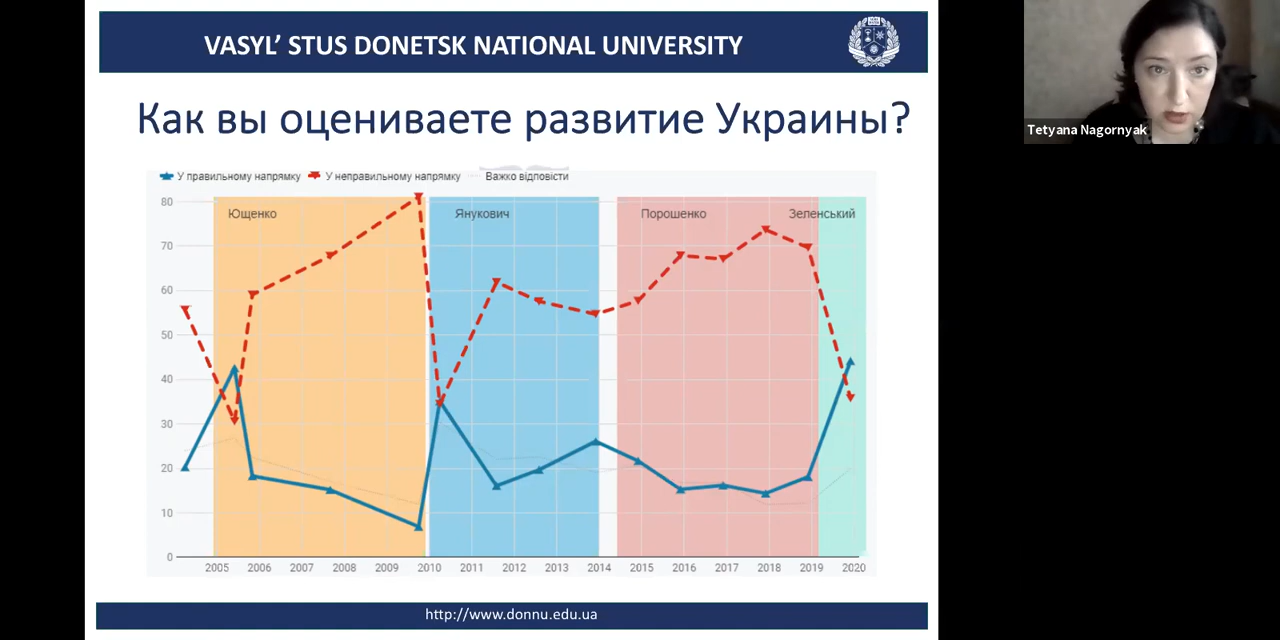 VASYL’ STUS DONETSK NATIONAL UNIVERSITY
Как вы оцениваете развитие Украины?
У правильному напрямку У неправильному напрямку Важко відповісти
80
Ющенко Янукович Порошенко Зеленський
70
60
50
40
30
20
10
0
2005 2006 2007 2008 2009 2010 2011 2012 2013 2014 2015 2016 2017 2018 2019 2020
http://www.donnu.edu.ua
Tetyana Nagornyak